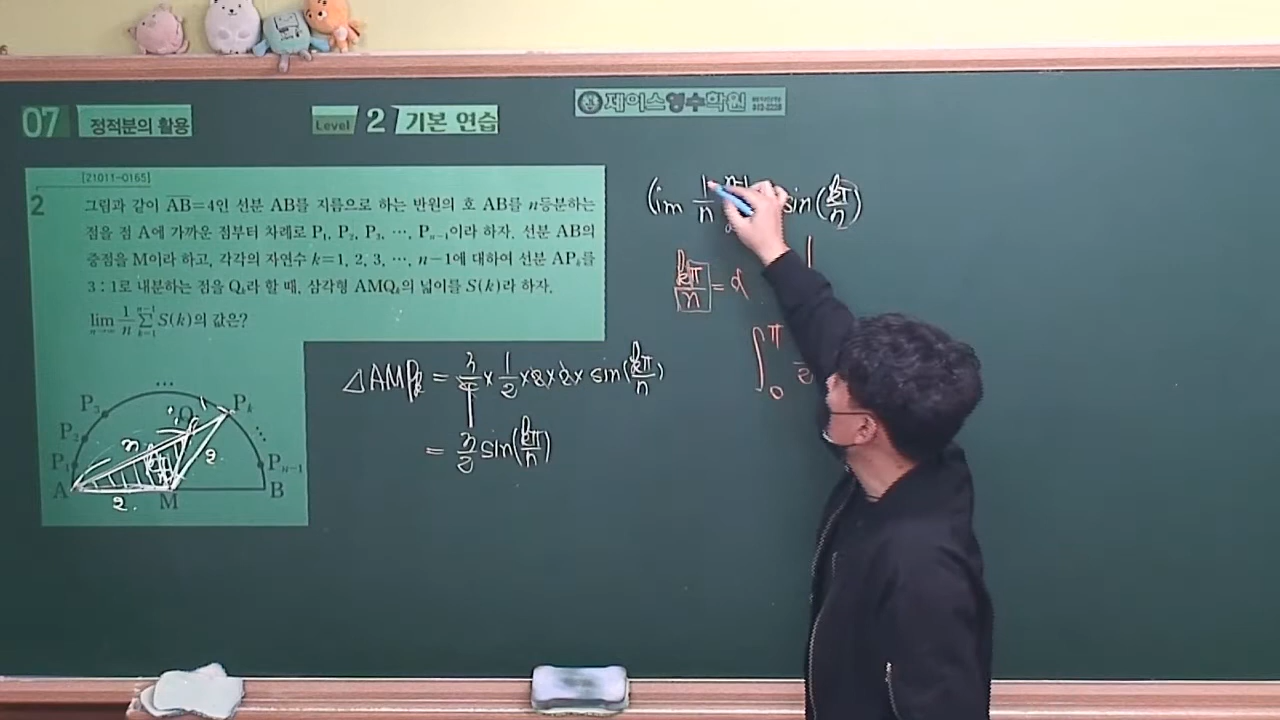 07 정적분의 활용
Level 2 기본 연습
제이스영수학원
[21011-0165]
2 그림과 같이 AB=4인 선분 AB를 지름으로 하는 반원의 호 AB를 n등분하는
점을 점 A에 가까운 점부터 차례로 P₁, P₂, P₃, ⋯, Pₙ₋₁이라 하자. 선분 AB의
중점을 M이라 하고, 각각의 자연수 k=1, 2, 3, ⋯, n-1에 대하여 선분 APₖ를
3 : 1로 내분하는 점을 Qₖ라 할 때, 삼각형 AMQₖ의 넓이를 S(k)라 하자.
lim n→∞ 1/n Σ k=1 n-1 S(k)의 값은?
⋯
P₃ Q Pₖ
P₂ 3 2
P₁ Pₙ₋₁
A 2 M B
△AMPk = 3/4 × 1/2 × 2 × 2 × sin(kπ/n)
= 3/2 sin(kπ/n)
lim 1/n n-1 sin(kπ/n)
kπ/n = x
∫ 0 π